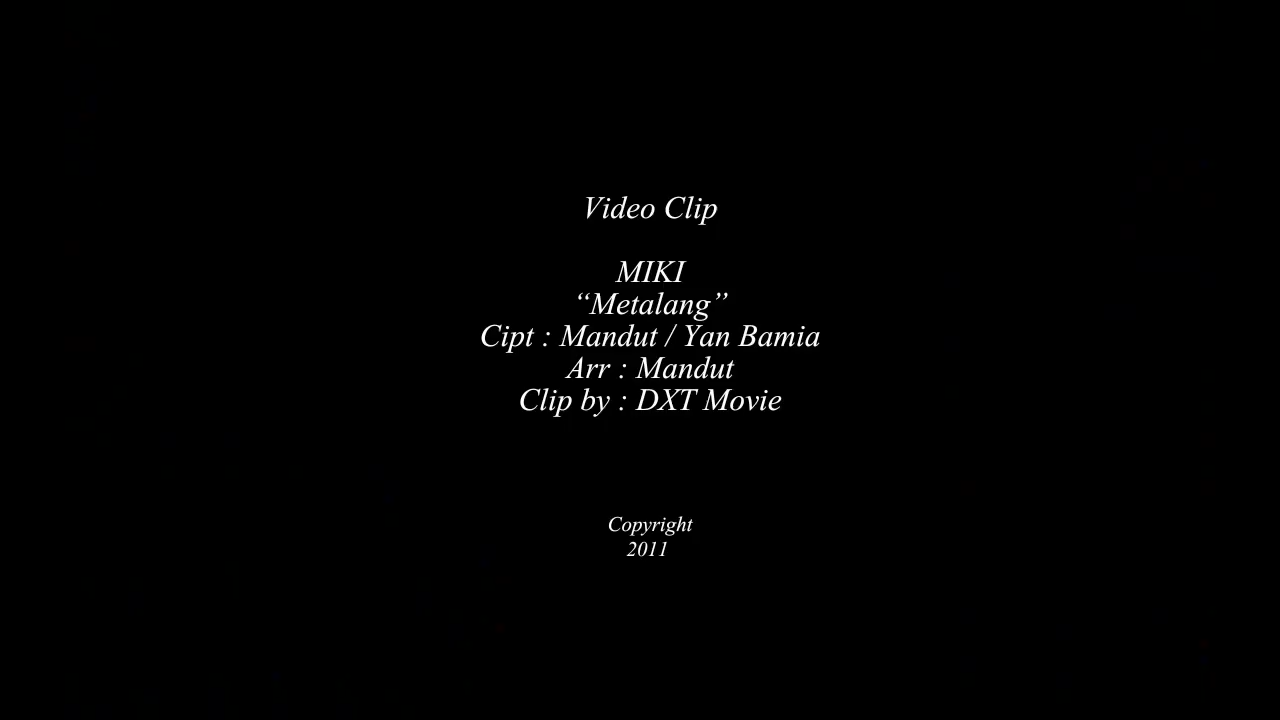 Video Clip
MIKI
“Metalang”
Cipt : Mandut / Yan Bamia
Arr : Mandut
Clip by : DXT Movie
Copyright
2011